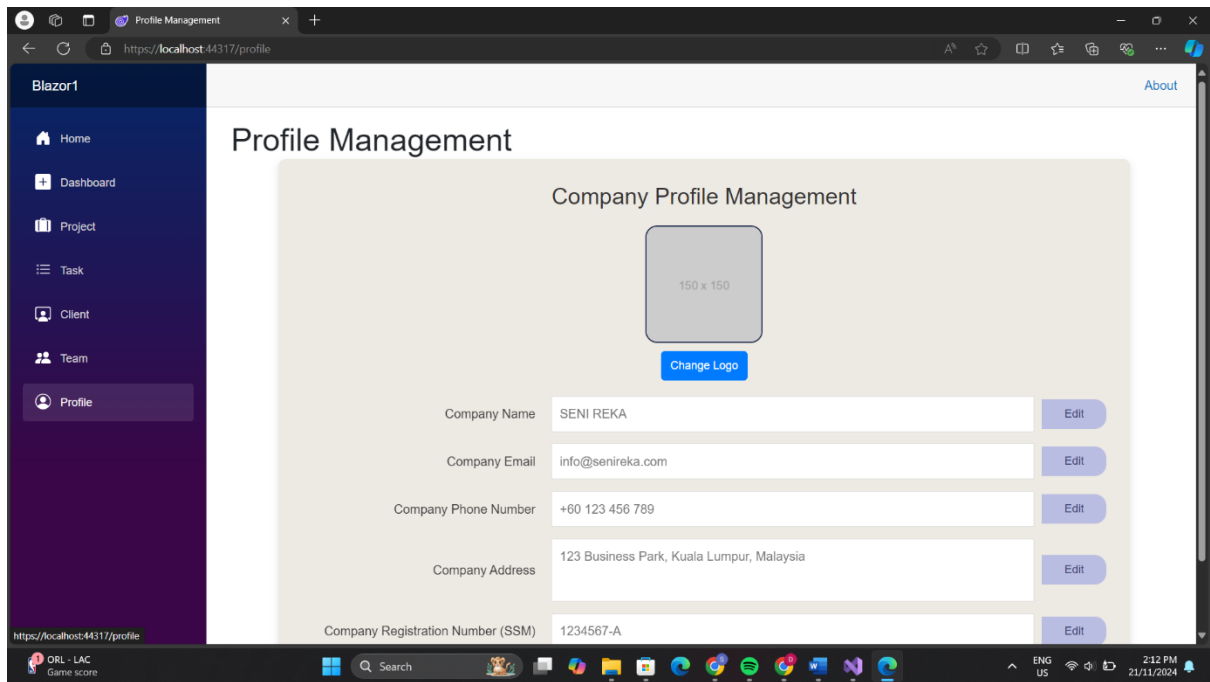 Profile Management
https://localhost:44317/profile
Blazor1
About
Home
Dashboard
Project
Task
Client
Team
Profile
Profile Management
Company Profile Management
150 x 150
Change Logo
Company Name SENI REKA Edit
Company Email info@senireka.com Edit
Company Phone Number +60 123 456 789 Edit
Company Address 123 Business Park, Kuala Lumpur, Malaysia Edit
Company Registration Number (SSM) 1234567-A Edit
https://localhost:44317/profile
1 ORL - LAC
Game score
Search
ENG
US
2:12 PM
21/11/2024